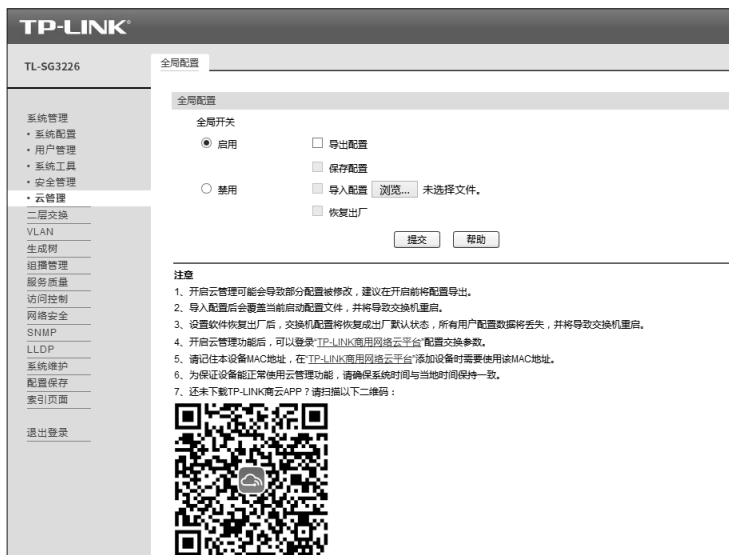 TP-LINK®
TL-SG3226
全局配置
系统管理
• 系统配置
• 用户管理
• 系统工具
• 安全管理
• 云管理
二层交换
VLAN
生成树
组播管理
服务质量
访问控制
网络安全
SNMP
LLDP
系统维护
配置保存
索引页面
退出登录
全局配置
全局开关
启用 导出配置
保存配置
禁用 导入配置 浏览... 未选择文件。
恢复出厂
提交 帮助
注意
1、开启云管理可能会导致部分配置被修改，建议在开启前将配置导出。
2、导入配置后会覆盖当前启动配置文件，并将导致交换机重启。
3、设置软件恢复出厂后，交换机配置将恢复成出厂默认状态，所有用户配置数据将丢失，并将导致交换机重启。
4、开启云管理功能后，可以登录“TP-LINK商用网络云平台”配置交换参数。
5、请记住本设备MAC地址，在“TP-LINK商用网络云平台”添加设备时需要使用该MAC地址。
6、为保证设备能正常使用云管理功能，请确保系统时间与当地时间保持一致。
7、还未下载TP-LINK商云APP？请扫描以下二维码：